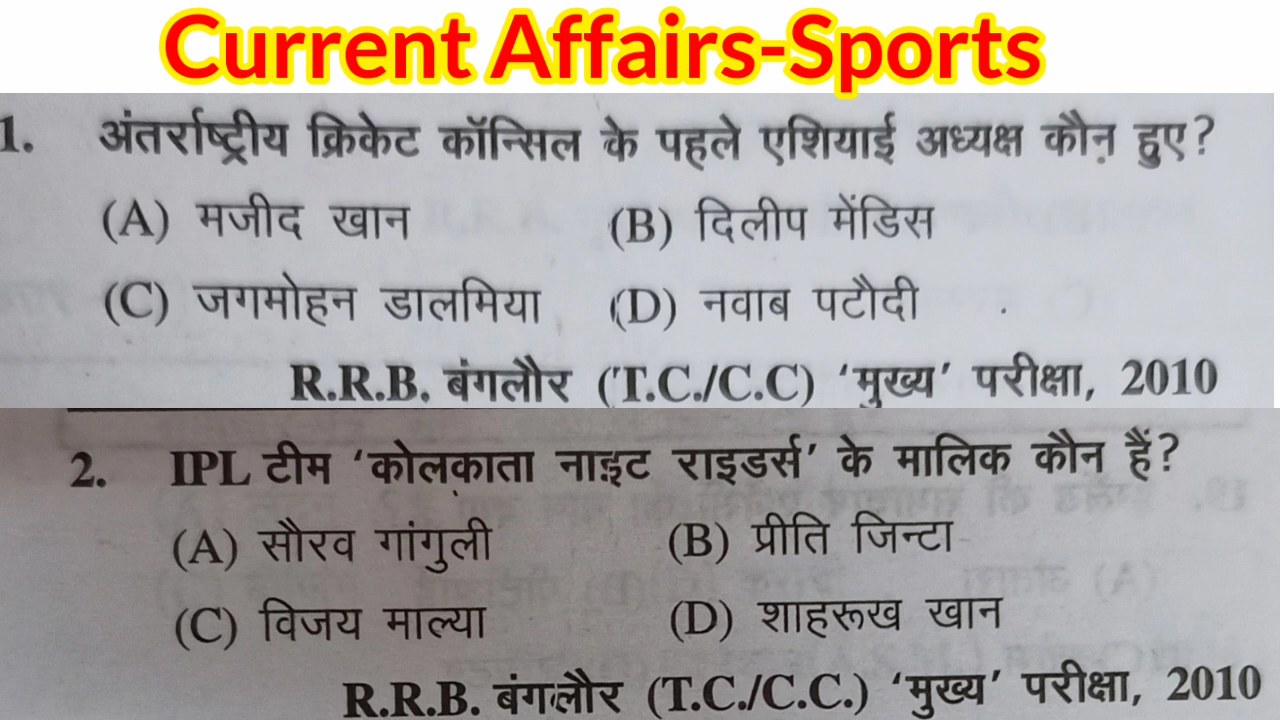 Current Affairs-Sports
1. अंतर्राष्ट्रीय क्रिकेट कॉन्सिल के पहले एशियाई अध्यक्ष कौन हुए?
(A) मजीद खान (B) दिलीप मेंडिस
(C) जगमोहन डालमिया (D) नवाब पटौदी
R.R.B. बंगलौर (T.C./C.C) ‘मुख्य’ परीक्षा, 2010
2. IPL टीम ‘कोलकाता नाइट राइडर्स’ के मालिक कौन हैं?
(A) सौरव गांगुली (B) प्रीति जिन्टा
(C) विजय माल्या (D) शाहरूख खान
R.R.B. बंगलौर (T.C./C.C.) ‘मुख्य’ परीक्षा, 2010